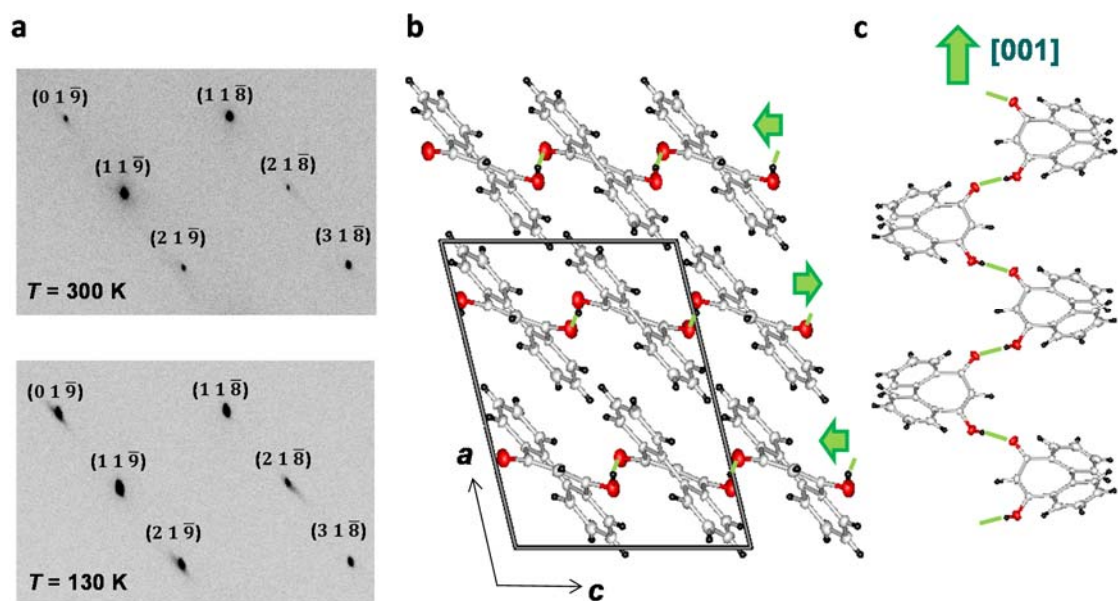 a
(0 1 9̅)
(1 1 8̅)
(1 1 9̅)
(2 1 8̅)
(2 1 9̅)
(3 1 8̅)
T = 300 K
(0 1 9̅)
(1 1 8̅)
(1 1 9̅)
(2 1 8̅)
(2 1 9̅)
(3 1 8̅)
T = 130 K
b
a
c
c
[001]